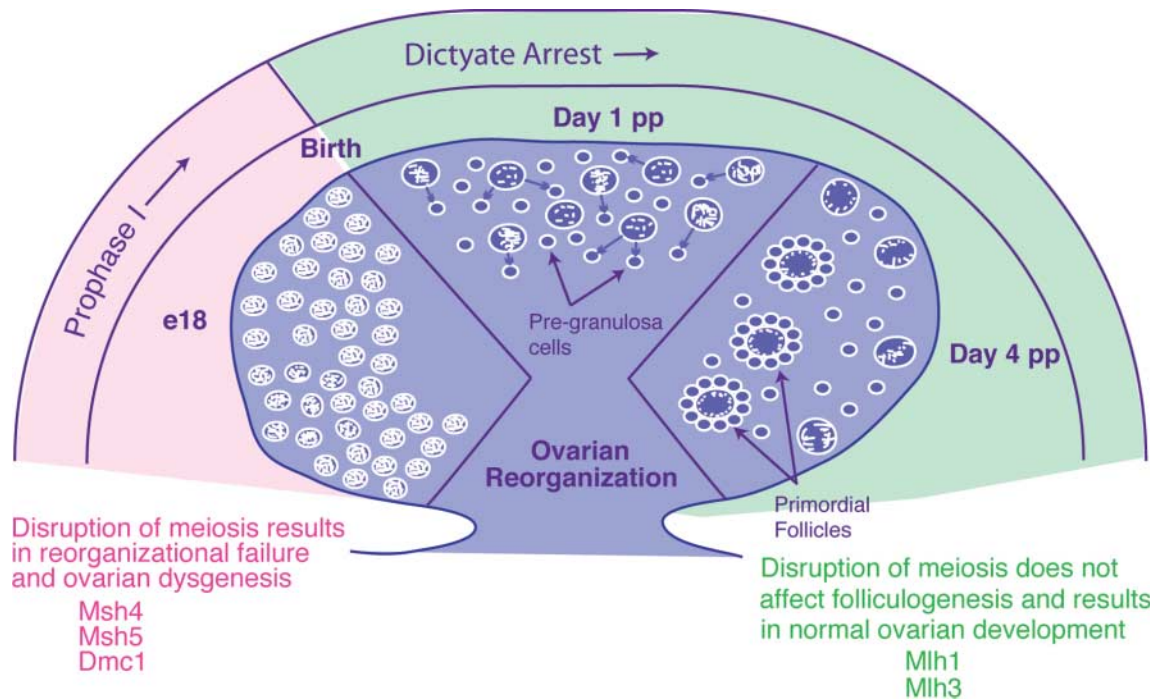 Dictyate Arrest
Prophase I
Day 1 pp
Birth
e18
Pre-granulosa
cells
Day 4 pp
Ovarian
Reorganization
Primordial
Follicles
Disruption of meiosis results
in reorganizational failure
and ovarian dysgenesis
Msh4
Msh5
Dmc1
Disruption of meiosis does not
affect folliculogenesis and results
in normal ovarian development
Mlh1
Mlh3